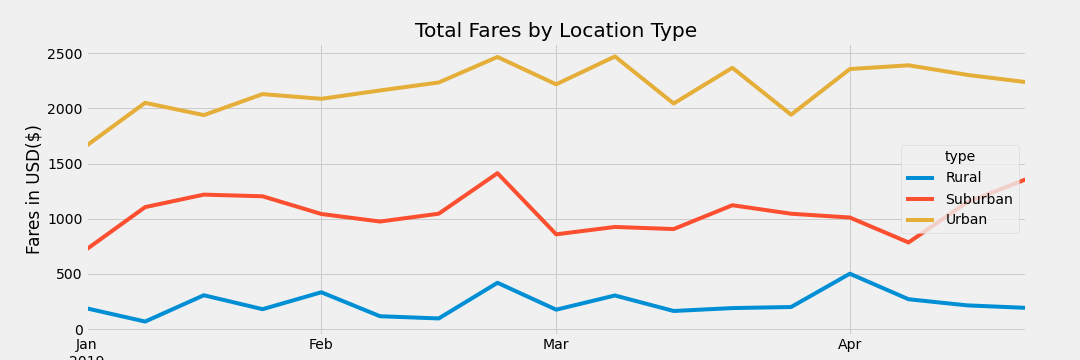 Total Fares by Location Type
Fares in USD($)
2500
2000
1500
1000
500
0
type
Rural
Suburban
Urban
Jan Feb Mar Apr
2019